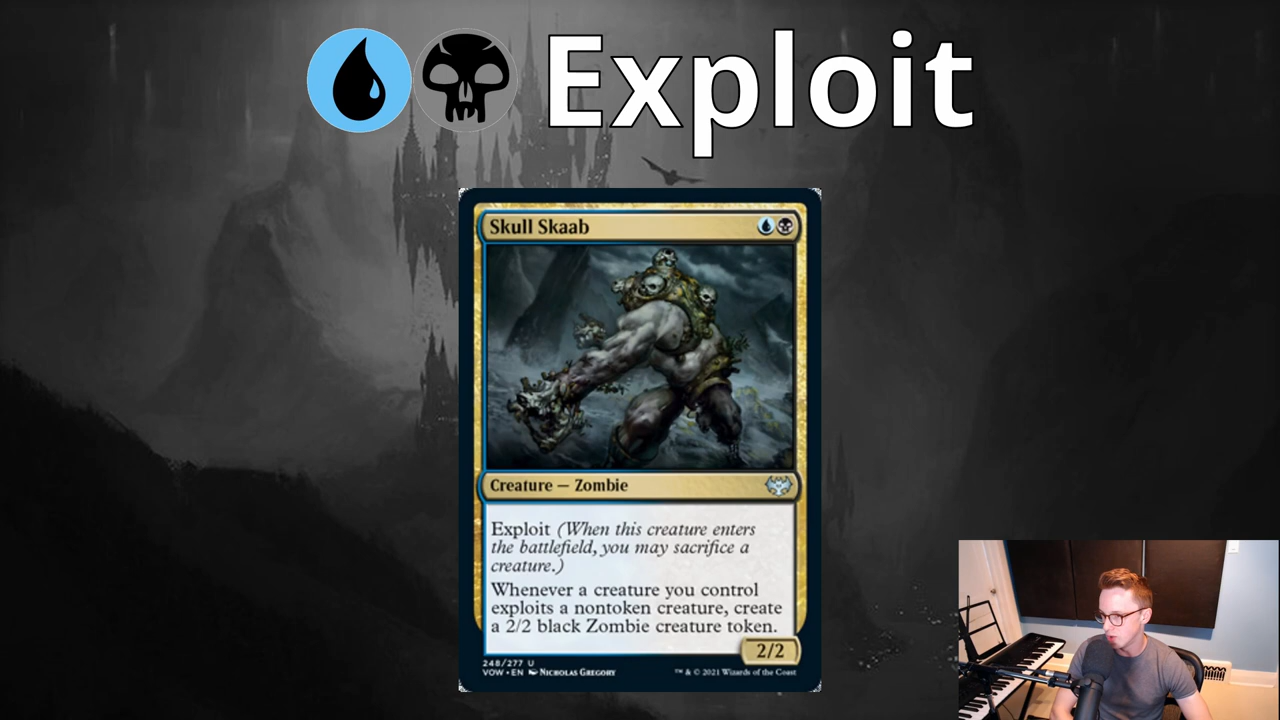 Exploit
Skull Skaab
Creature — Zombie
Exploit (When this creature enters
the battlefield, you may sacrifice a
creature.)
Whenever a creature you control
exploits a nontoken creature, create
a 2/2 black Zombie creature token.
2/2
248/277 U
VOW • EN Nicholas Gregory
™ & © 2021 Wizards of the Coast